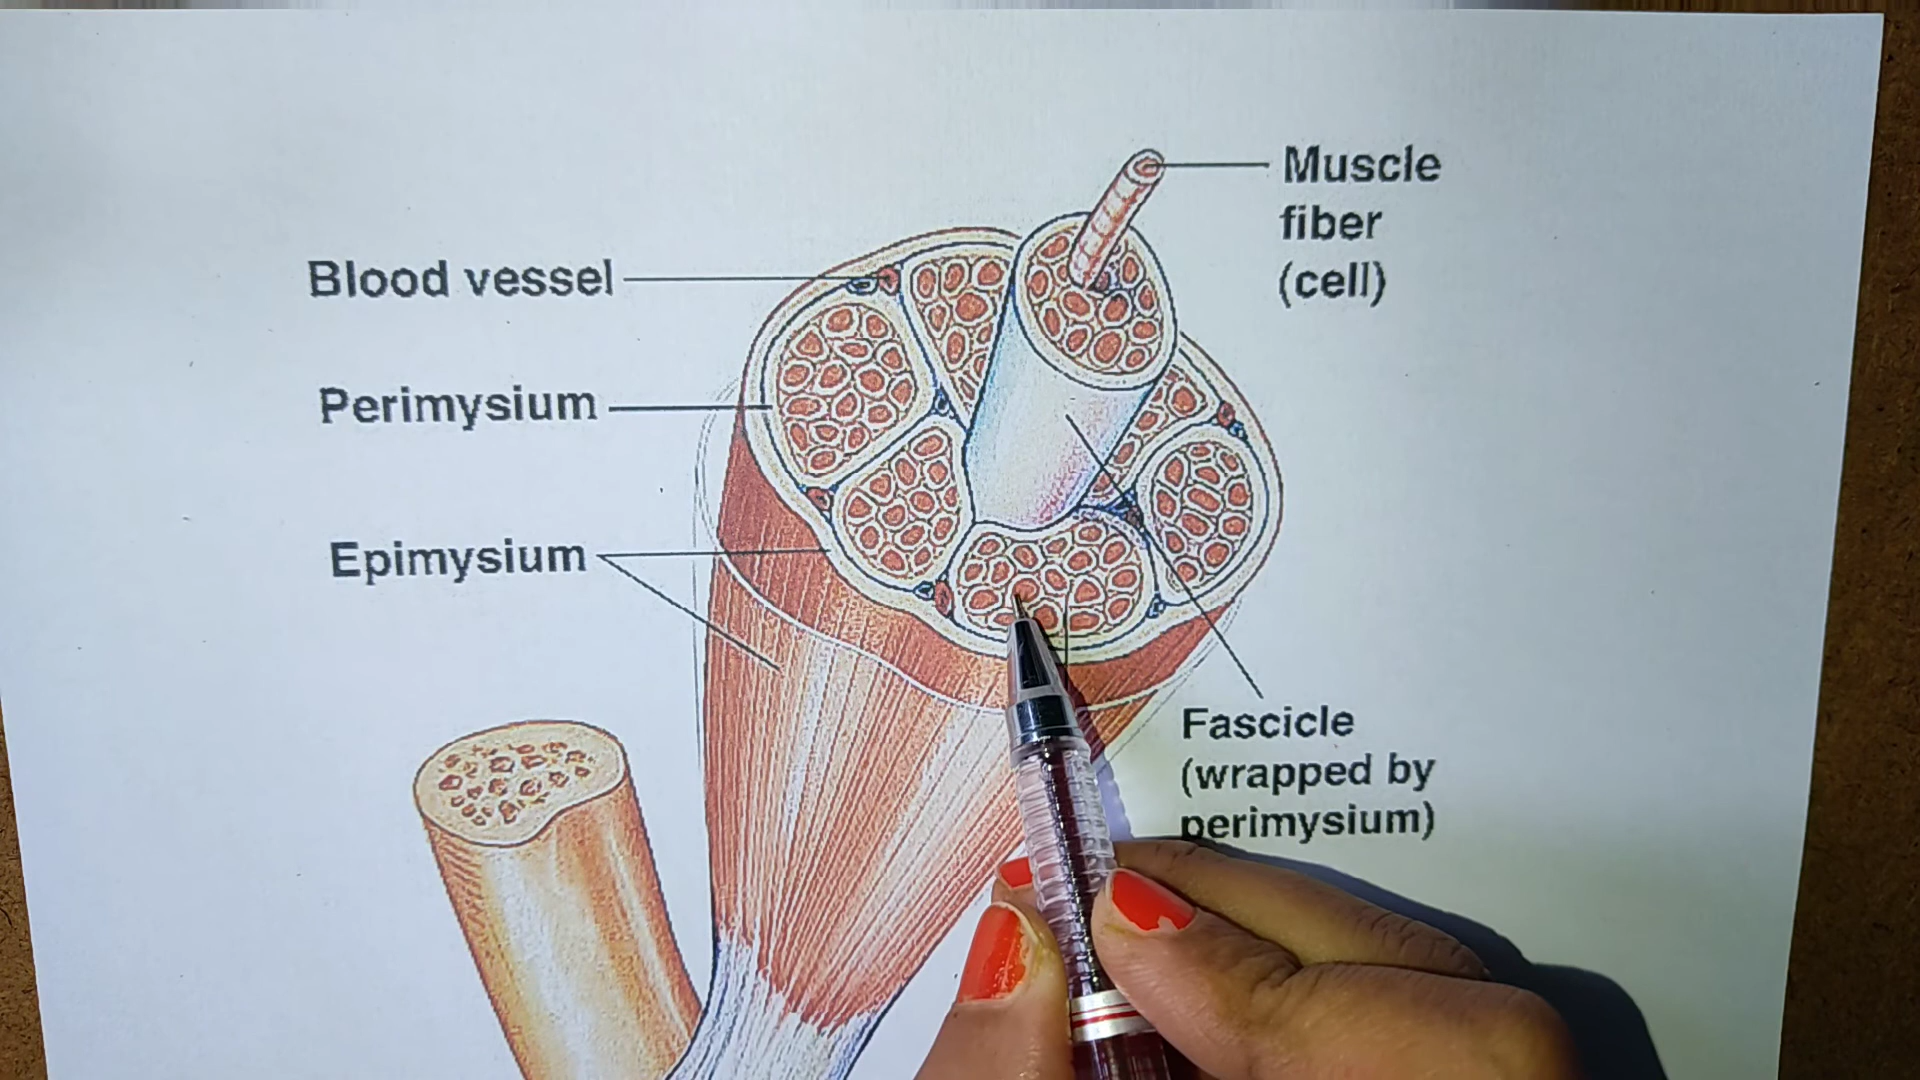 Muscle
fiber
(cell)
Blood vessel
Perimysium
Epimysium
Fascicle
(wrapped by
perimysium)